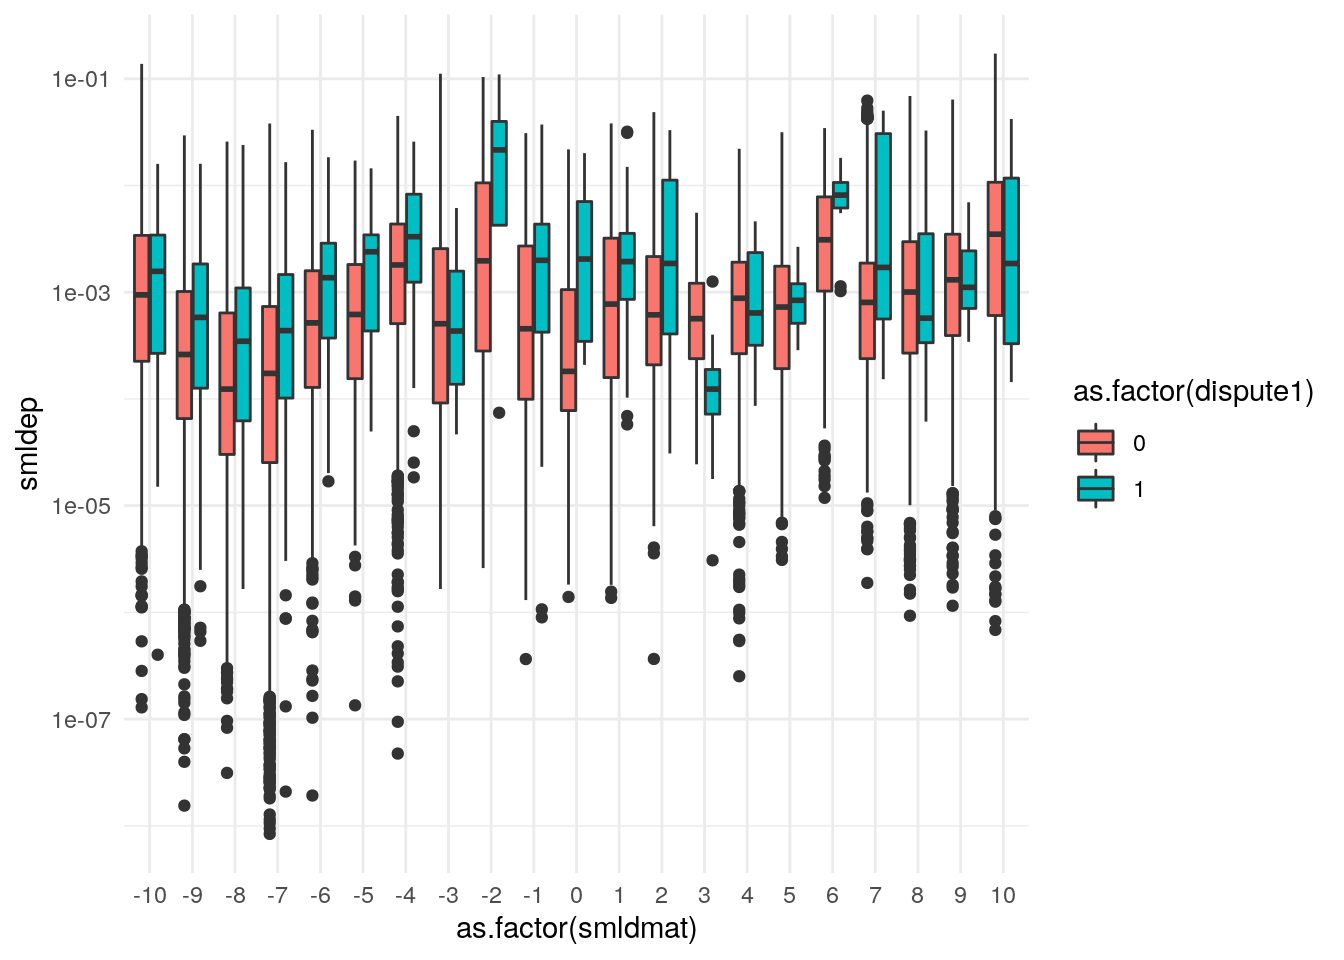 1e-01
1e-03
1e-05
1e-07
smldep
-10 -9 -8 -7 -6 -5 -4 -3 -2 -1 0 1 2 3 4 5 6 7 8 9 10
as.factor(smldmat)
as.factor(dispute1)
0
1